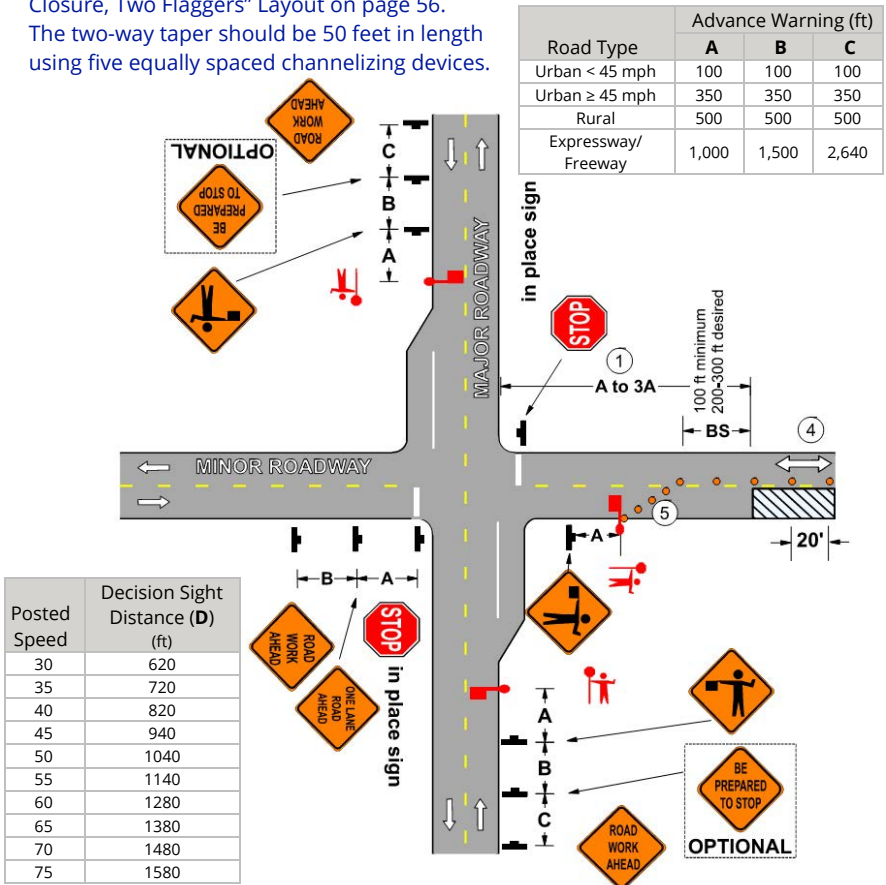 Closure, Two Flaggers" Layout on page 56.
The two-way taper should be 50 feet in length
using five equally spaced channelizing devices.
Road Type
Advance Warning (ft)
A B C
Urban < 45 mph 100 100 100
Urban ≥ 45 mph 350 350 350
Rural 500 500 500
Expressway/
Freeway
1,000 1,500 2,640
ROAD
WORK
AHEAD
OPTIONAL
BE
PREPARED
TO STOP
C
B
A
MAJOR ROADWAY
in place sign
STOP
1
A to 3A
100 ft minimum
200-300 ft desired
BS
4
MINOR ROADWAY
5
A
20'
B A
ROAD
WORK
AHEAD
ONE LANE
ROAD
AHEAD
STOP
in place sign
A
B
C
BE
PREPARED
TO STOP
OPTIONAL
ROAD
WORK
AHEAD
Posted
Speed
Decision Sight
Distance (D)
(ft)
30 620
35 720
40 820
45 940
50 1040
55 1140
60 1280
65 1380
70 1480
75 1580